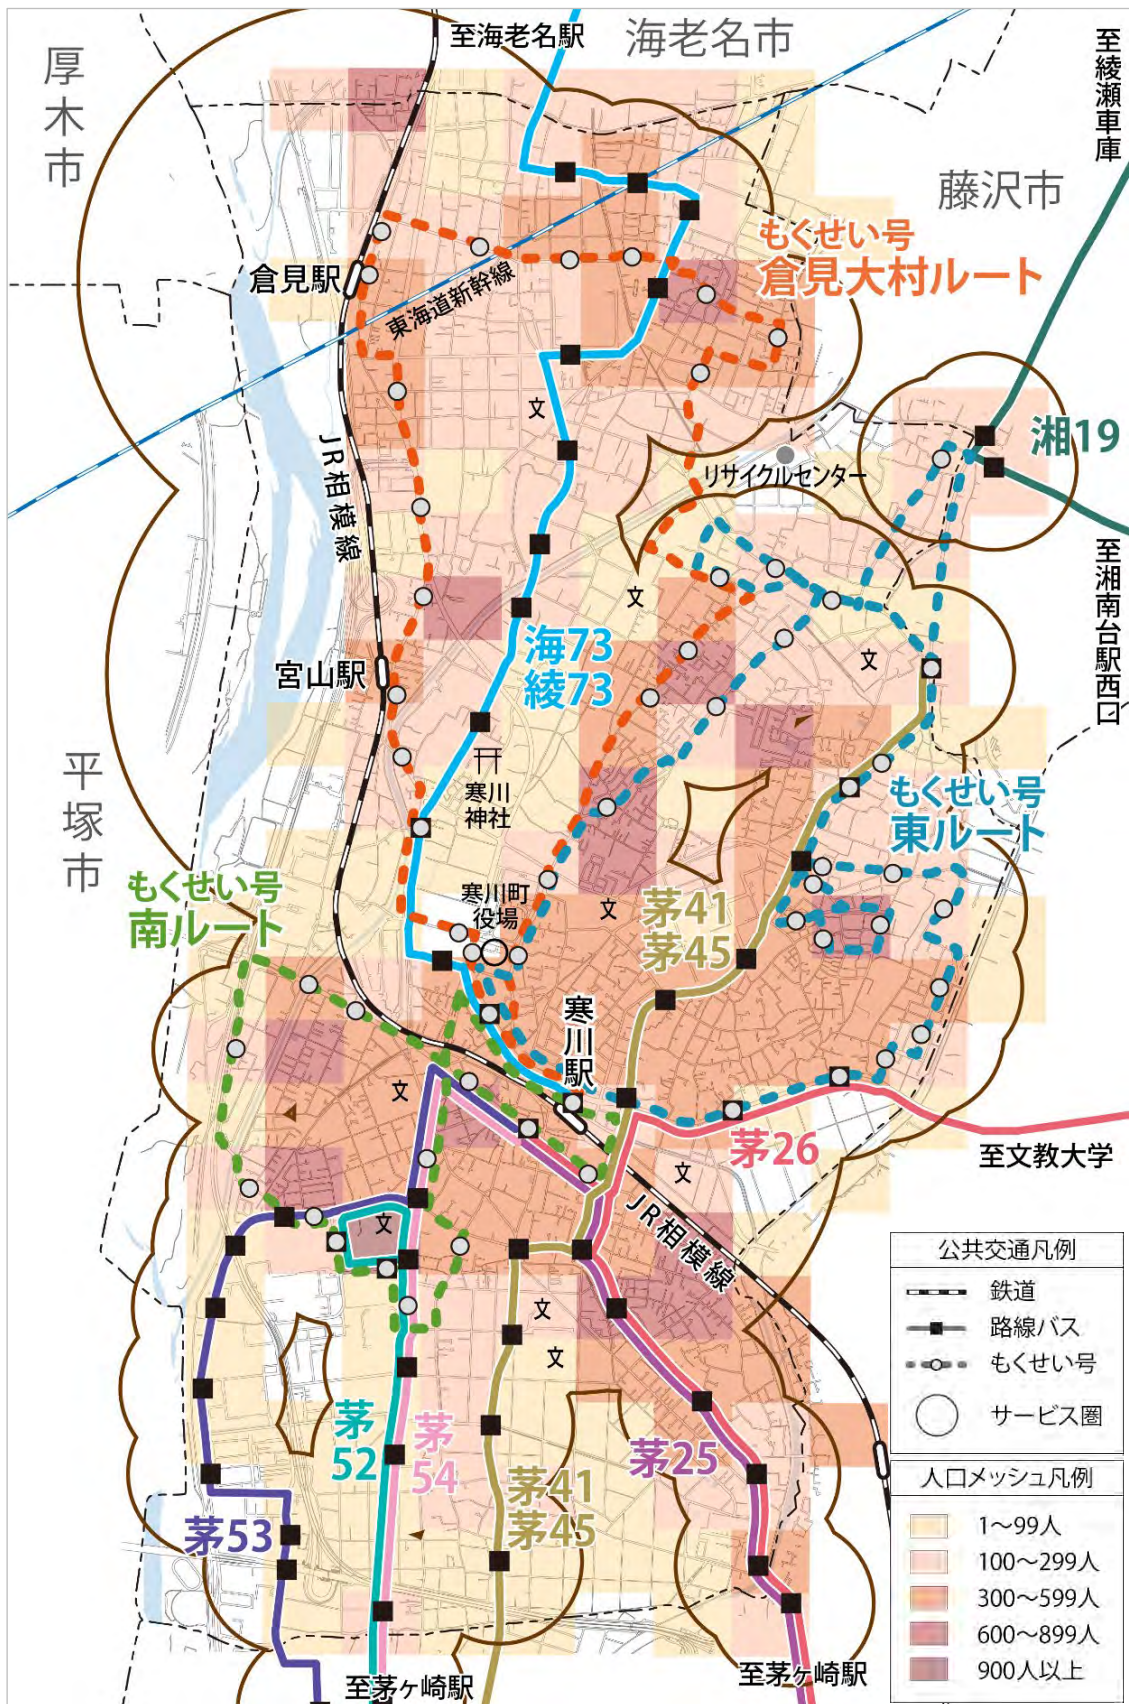 至海老名駅
海老名市
厚木市
至綾瀬車庫
藤沢市
もくせい号
倉見大村ルート
倉見駅
東海道新幹線
文
湘19
リサイクルセンター
JR相模線
至湘南台駅西口
文
文
海73
綾73
宮山駅
平塚市
寒川
神社
もくせい号
東ルート
もくせい号
南ルート
寒川町
役場
文
茅41
茅45
寒川駅
文
茅26
至文教大学
文
JR相模線
文
文
文
茅
52
茅
54
茅41
茅45
茅25
茅53
至茅ヶ崎駅
至茅ヶ崎駅
公共交通凡例
鉄道
路線バス
もくせい号
サービス圏
人口メッシュ凡例
1～99人
100～299人
300～599人
600～899人
900人以上